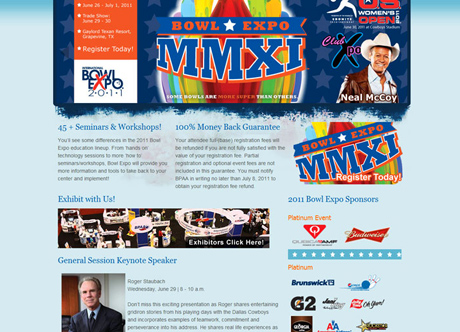 June 26 - July 1, 2011
Trade Show:
June 29 - 30
Gaylord Texan Resort,
Grapevine, TX
Register Today!
INTERNATIONAL
BOWL
EXPO
2·0·1·1
BOWL EXPO
MMXI
SOME BOWLS ARE MORE SUPER THAN OTHERS.
US
WOMEN'S
OPEN
Club
X
PO
Neal McCoy
45 + Seminars & Workshops!
You'll see some differences in the 2011 Bowl
Expo education lineup. From hands on
technology sessions to more how to
seminars/workshops, Bowl Expo will provide you
more information and tools to take back to your
center and implement!
100% Money Back Guarantee
Your attendee full-(base) registration fees will
be refunded if you are not fully satisfied with the
value of your registration fee. Partial
registration and optional event fees are not
included in this guarantee. You must notify
BPAA in writing no later than July 8, 2011 to
obtain your registration fee refund.
BOWL EXPO
MMXI
Register Today!
Exhibit with Us!
Exhibitors Click Here!
2011 Bowl Expo Sponsors
Platinum Event
QUBICAAMF
Budweiser
Platinum
Brunswick
Coca-Cola
G2
General Session Keynote Speaker
Roger Staubach
Wednesday, June 29 | 8 - 10 a.m.
Don't miss this exciting presentation as Roger shares entertaining
gridiron stories from his playing days with the Dallas Cowboys
and incorporates examples of teamwork, commitment and
perseverance into his address. He shares real life experiences as